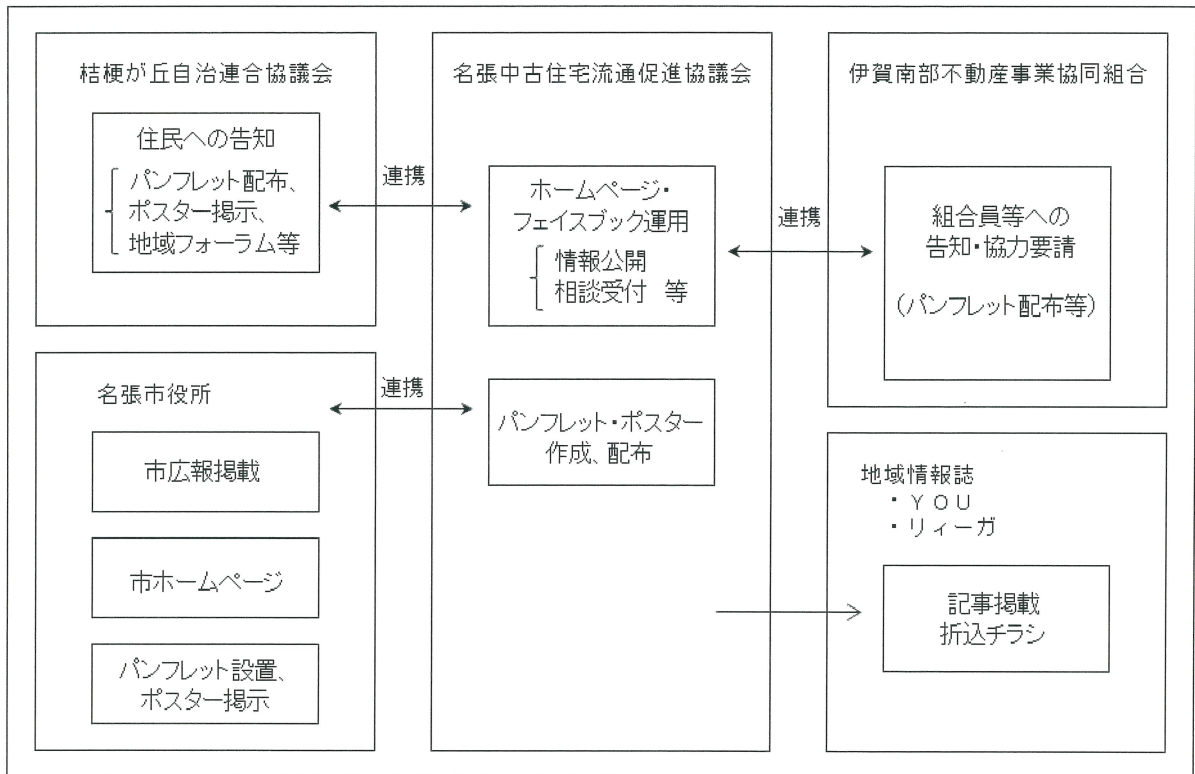 桔梗が丘自治連合協議会
住民への告知
パンフレット配布、
ポスター掲示、
地域フォーラム等
連携
名張市役所
市広報掲載
市ホームページ
パンフレット設置、
ポスター掲示
連携
名張中古住宅流通促進協議会
ホームページ・
フェイスブック運用
情報公開
相談受付 等
パンフレット・ポスター
作成、配布
連携
伊賀南部不動産事業協同組合
組合員等への
告知・協力要請
(パンフレット配布等)
地域情報誌
・ＹＯＵ
・リィーガ
記事掲載
折込チラシ